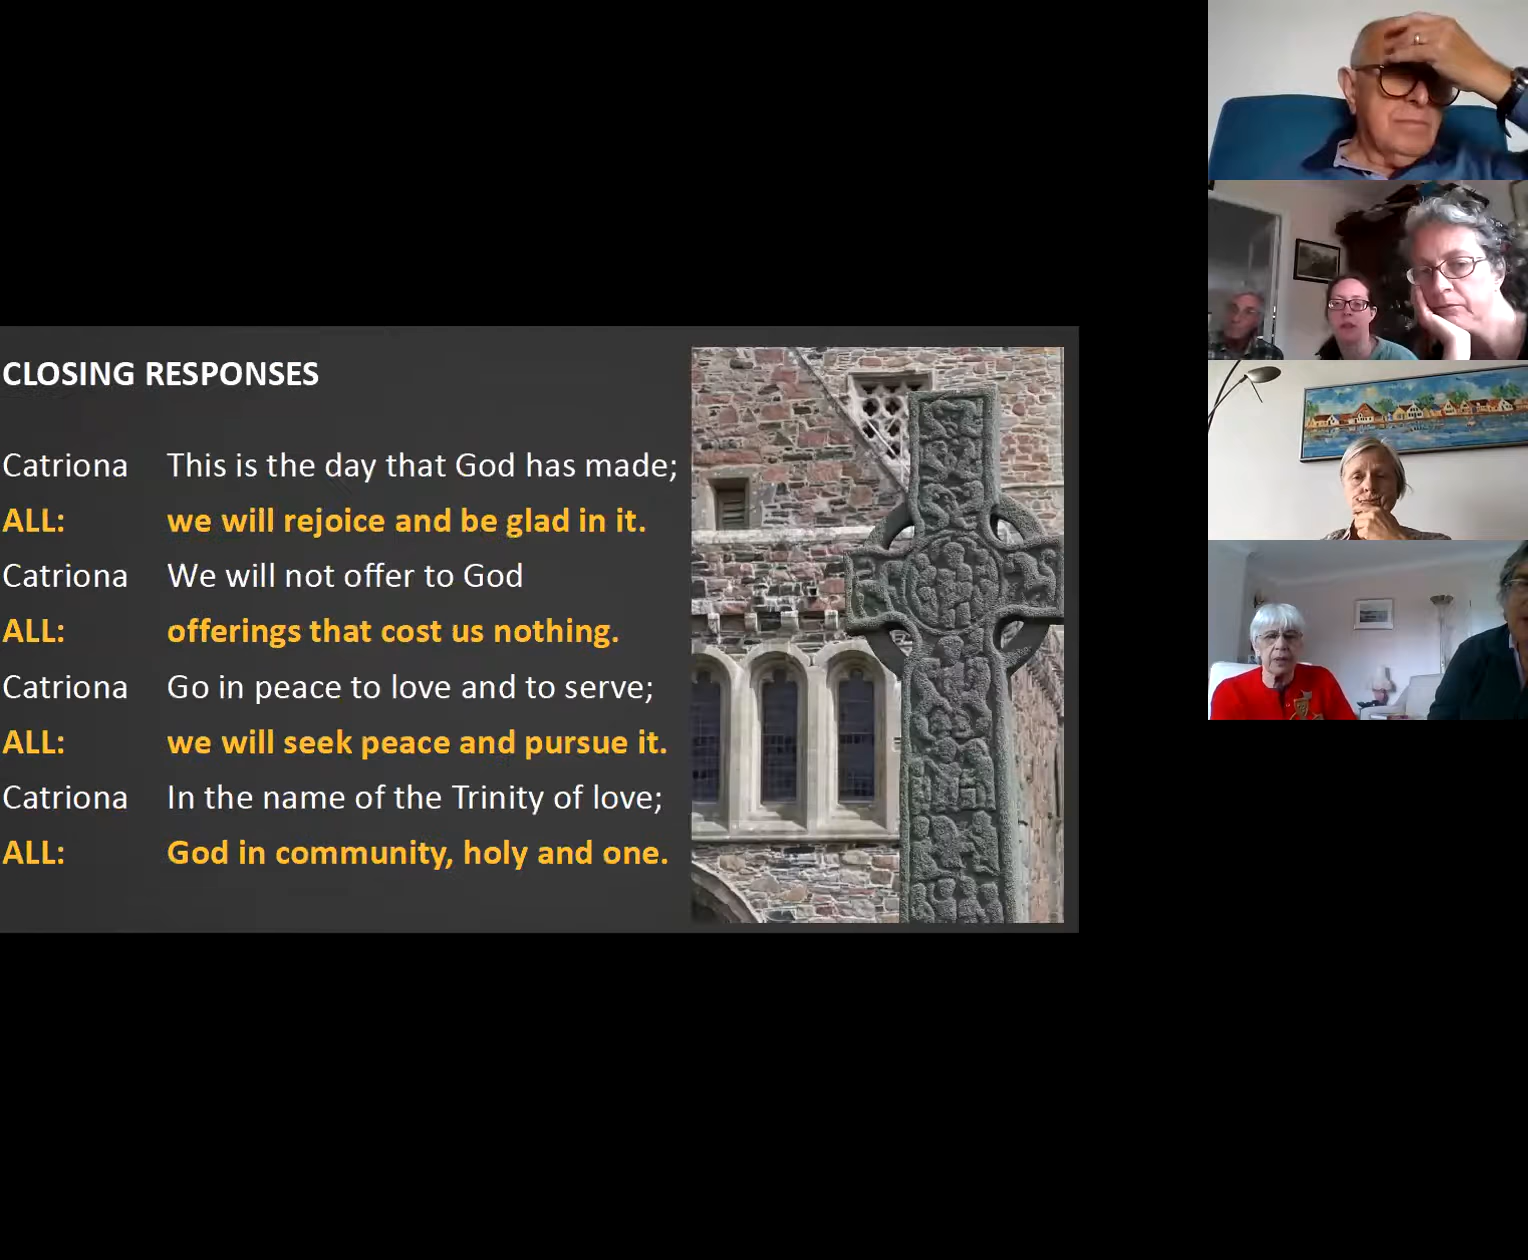 CLOSING RESPONSES
Catriona This is the day that God has made;
ALL: we will rejoice and be glad in it.
Catriona We will not offer to God
ALL: offerings that cost us nothing.
Catriona Go in peace to love and to serve;
ALL: we will seek peace and pursue it.
Catriona In the name of the Trinity of love;
ALL: God in community, holy and one.